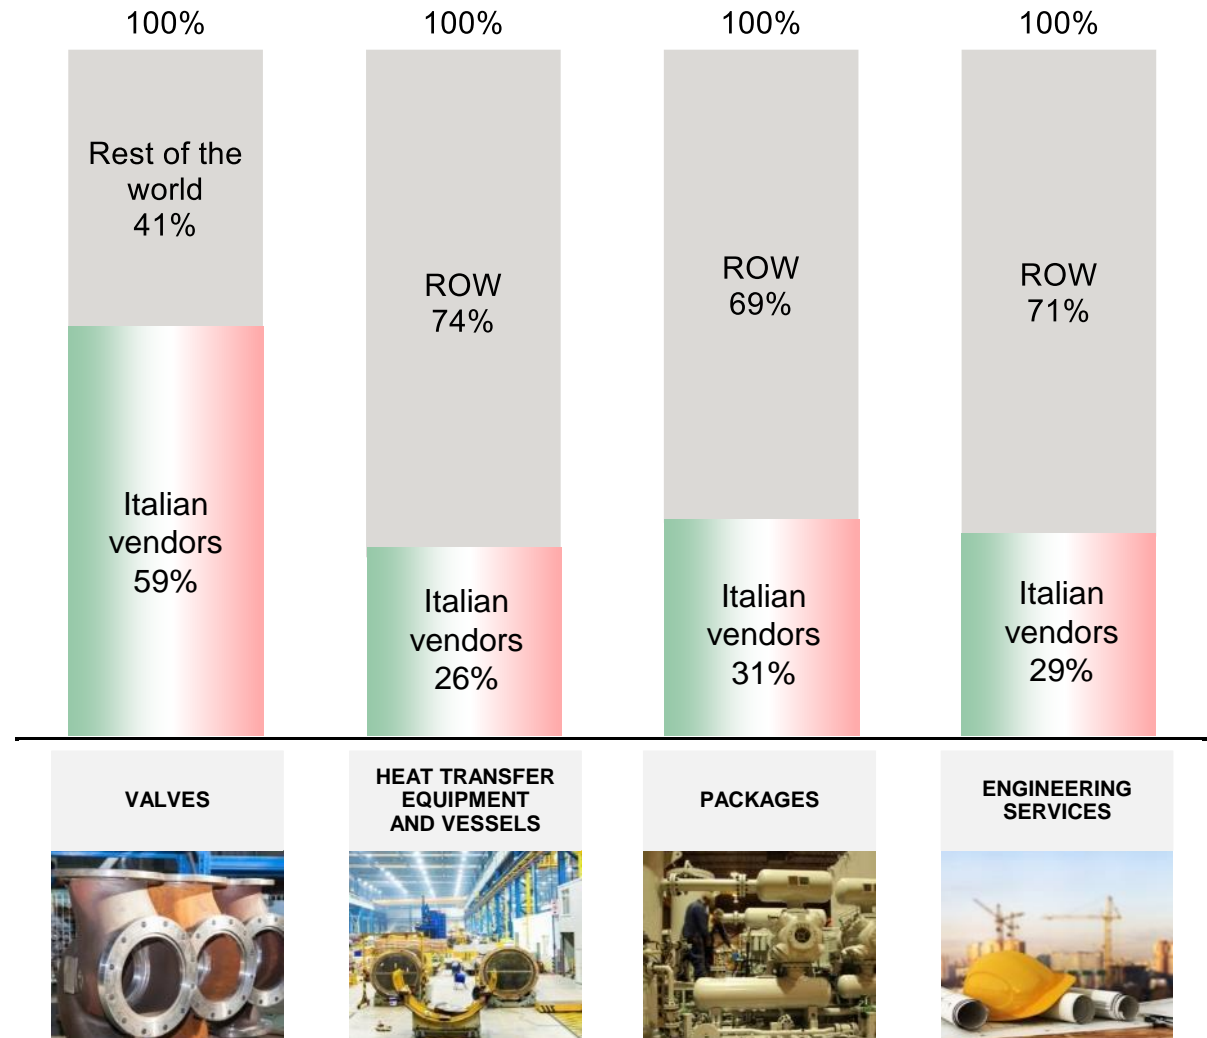 100%
100%
100%
100%
Rest of the
world
41%
ROW
74%
ROW
69%
ROW
71%
Italian
vendors
59%
Italian
vendors
26%
Italian
vendors
31%
Italian
vendors
29%
VALVES
HEAT TRANSFER
EQUIPMENT
AND VESSELS
PACKAGES
ENGINEERING
SERVICES